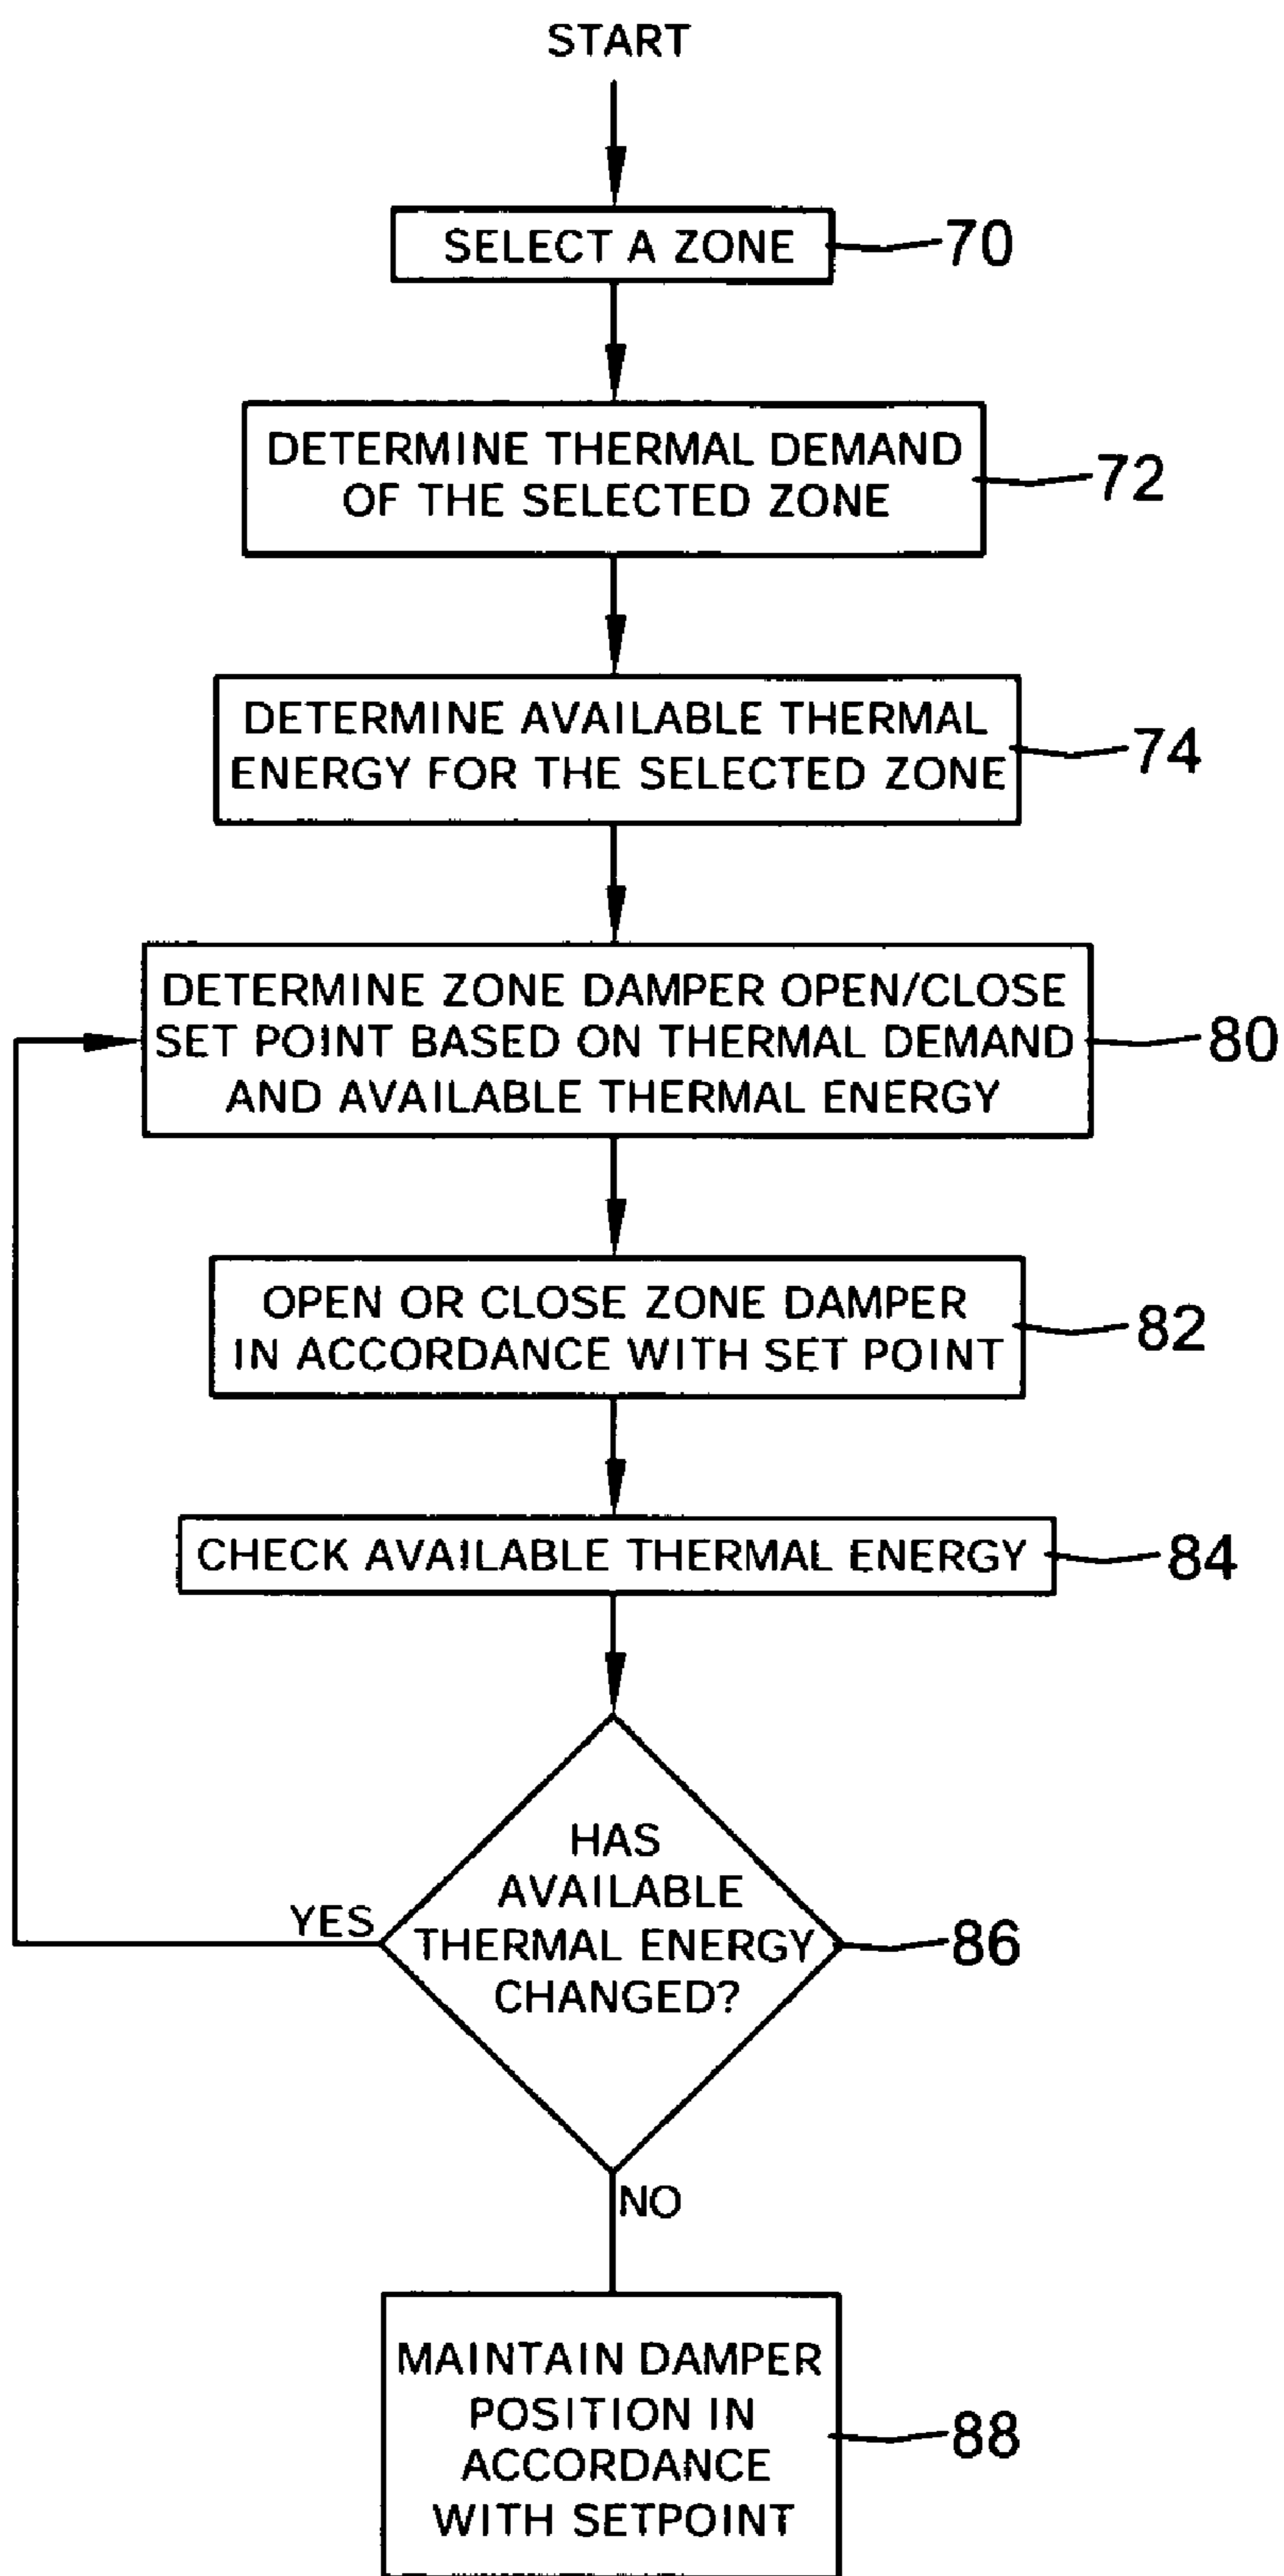 START
SELECT A ZONE
70
DETERMINE THERMAL DEMAND
OF THE SELECTED ZONE
72
DETERMINE AVAILABLE THERMAL
ENERGY FOR THE SELECTED ZONE
74
DETERMINE ZONE DAMPER OPEN/CLOSE
SET POINT BASED ON THERMAL DEMAND
AND AVAILABLE THERMAL ENERGY
80
OPEN OR CLOSE ZONE DAMPER
IN ACCORDANCE WITH SET POINT
82
CHECK AVAILABLE THERMAL ENERGY
84
HAS
AVAILABLE
THERMAL ENERGY
CHANGED?
YES
86
NO
MAINTAIN DAMPER
POSITION IN
ACCORDANCE
WITH SETPOINT
88